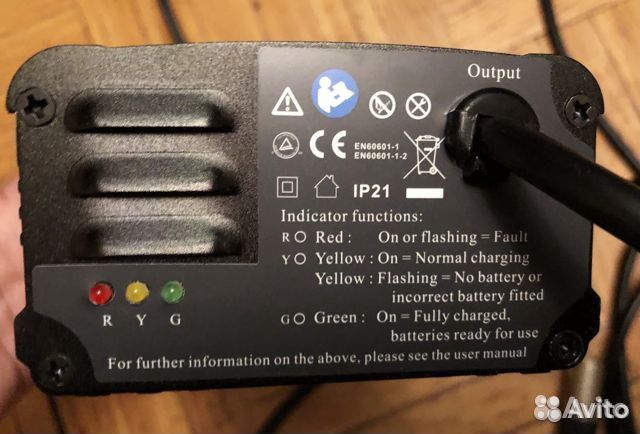 Output
CE EN60601-1
EN60601-1-2
IP21
Indicator functions:
R Red : On or flashing = Fault
Y Yellow : On = Normal charging
Yellow : Flashing = No battery or
incorrect battery fitted
G Green : On = Fully charged,
batteries ready for use
R Y G
For further information on the above, please see the user manual
Avito